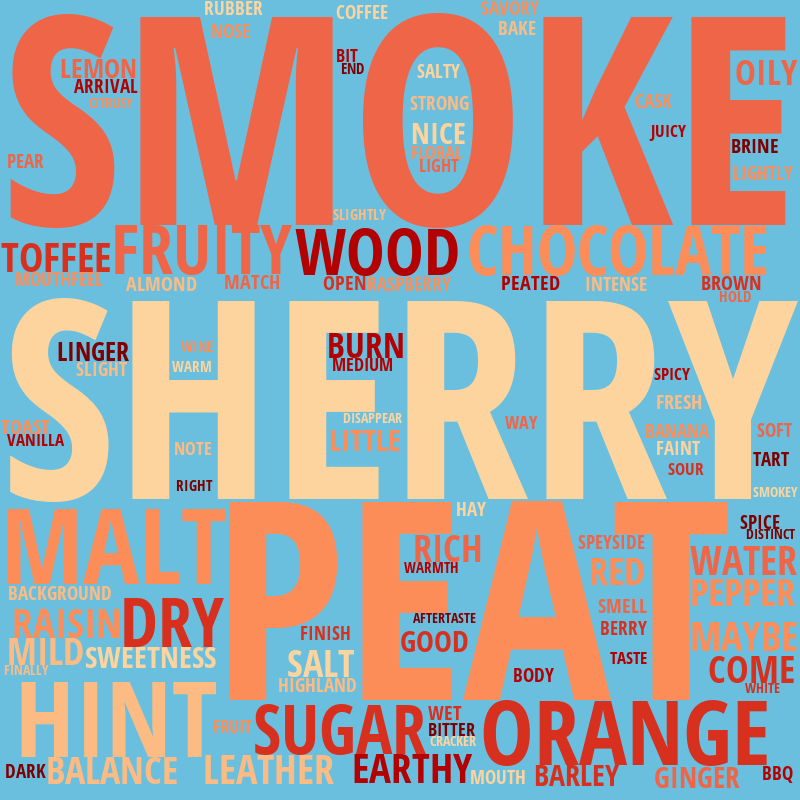 RUBBER
COFFEE
SAVORY
NOSE
BAKE
SMOKE
BIT
END
LEMON
SALTY
OILY
ARRIVAL
CITRUSY
STRONG
CASK
NICE
JUICY
BRINE
FLORAL
PEAR
LIGHT
LIGHTLY
SLIGHTLY
TOFFEE
FRUITY
WOOD
CHOCOLATE
MOUTHFEEL
ALMOND
MATCH
OPEN
RASPBERRY
PEATED
INTENSE
BROWN
HOLD
SHERRY
LINGER
WINE
BURN
SLIGHT
WARM
MEDIUM
SPICY
FRESH
DISAPPEAR
TOAST
WAY
BANANA
SOFT
VANILLA
NOTE
LITTLE
FAINT
TART
SOUR
RIGHT
SMOKEY
MALT
PEAT
HAY
SPICE
DISTINCT
RICH
SPEYSIDE
WATER
WARMTH
RED
BACKGROUND
PEPPER
RAISIN
DRY
SMELL
AFTERTASTE
BERRY
FINISH
GOOD
MAYBE
MILD
SWEETNESS
TASTE
FINALLY
SALT
COME
BODY
HIGHLAND
WHITE
HINT
FRUIT
SUGAR
WET
ORANGE
BITTER
CRACKER
DARK
BALANCE
LEATHER
EARTHY
MOUTH
BARLEY
GINGER
BBQ